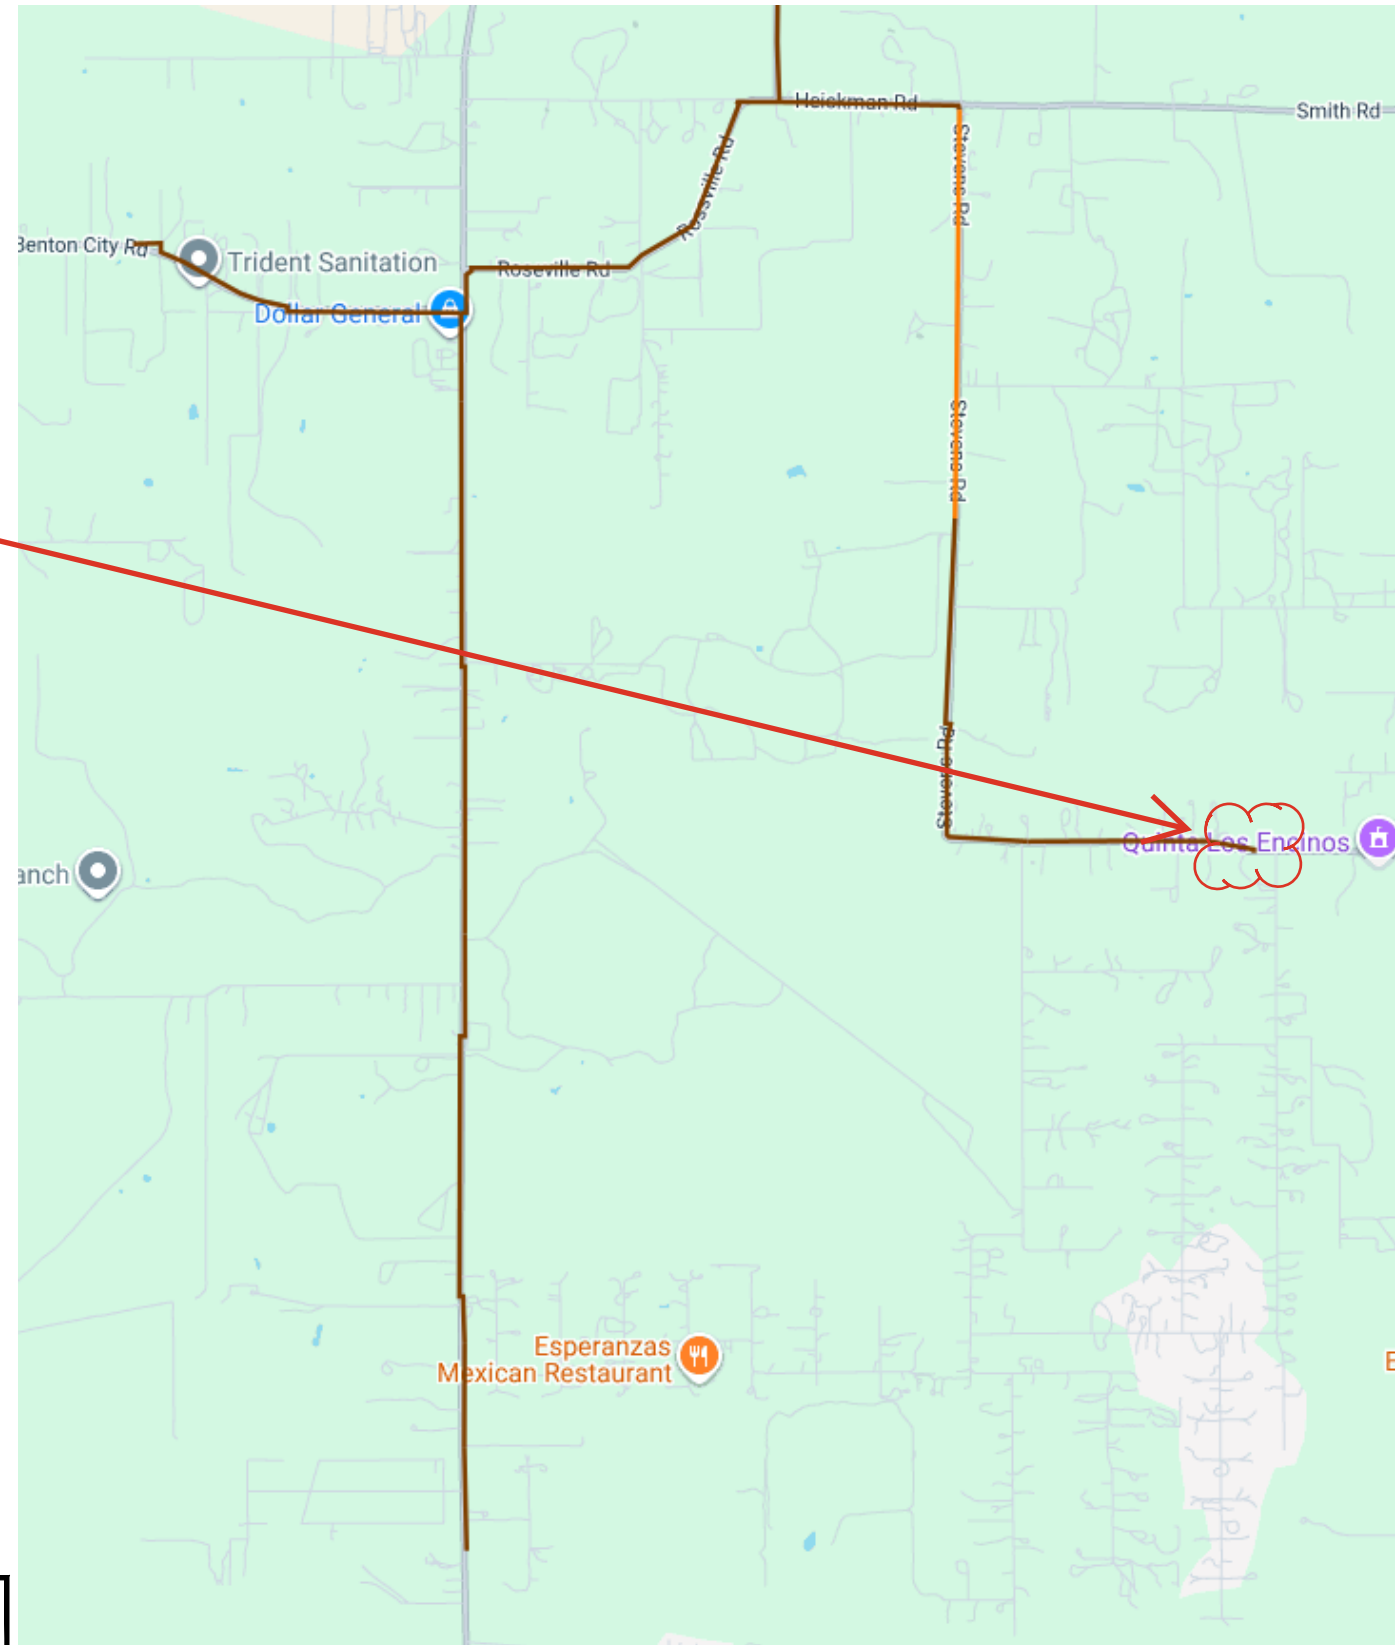 Heickman Rd
Smith Rd
Stevens Rd
Rossville Rd
Benton City Rd
Trident Sanitation
Roseville Rd
Dollar General
Stevens Rd
Stevens Rd
Quinta Los Encinos
anch
Esperanzas
Mexican Restaurant
E